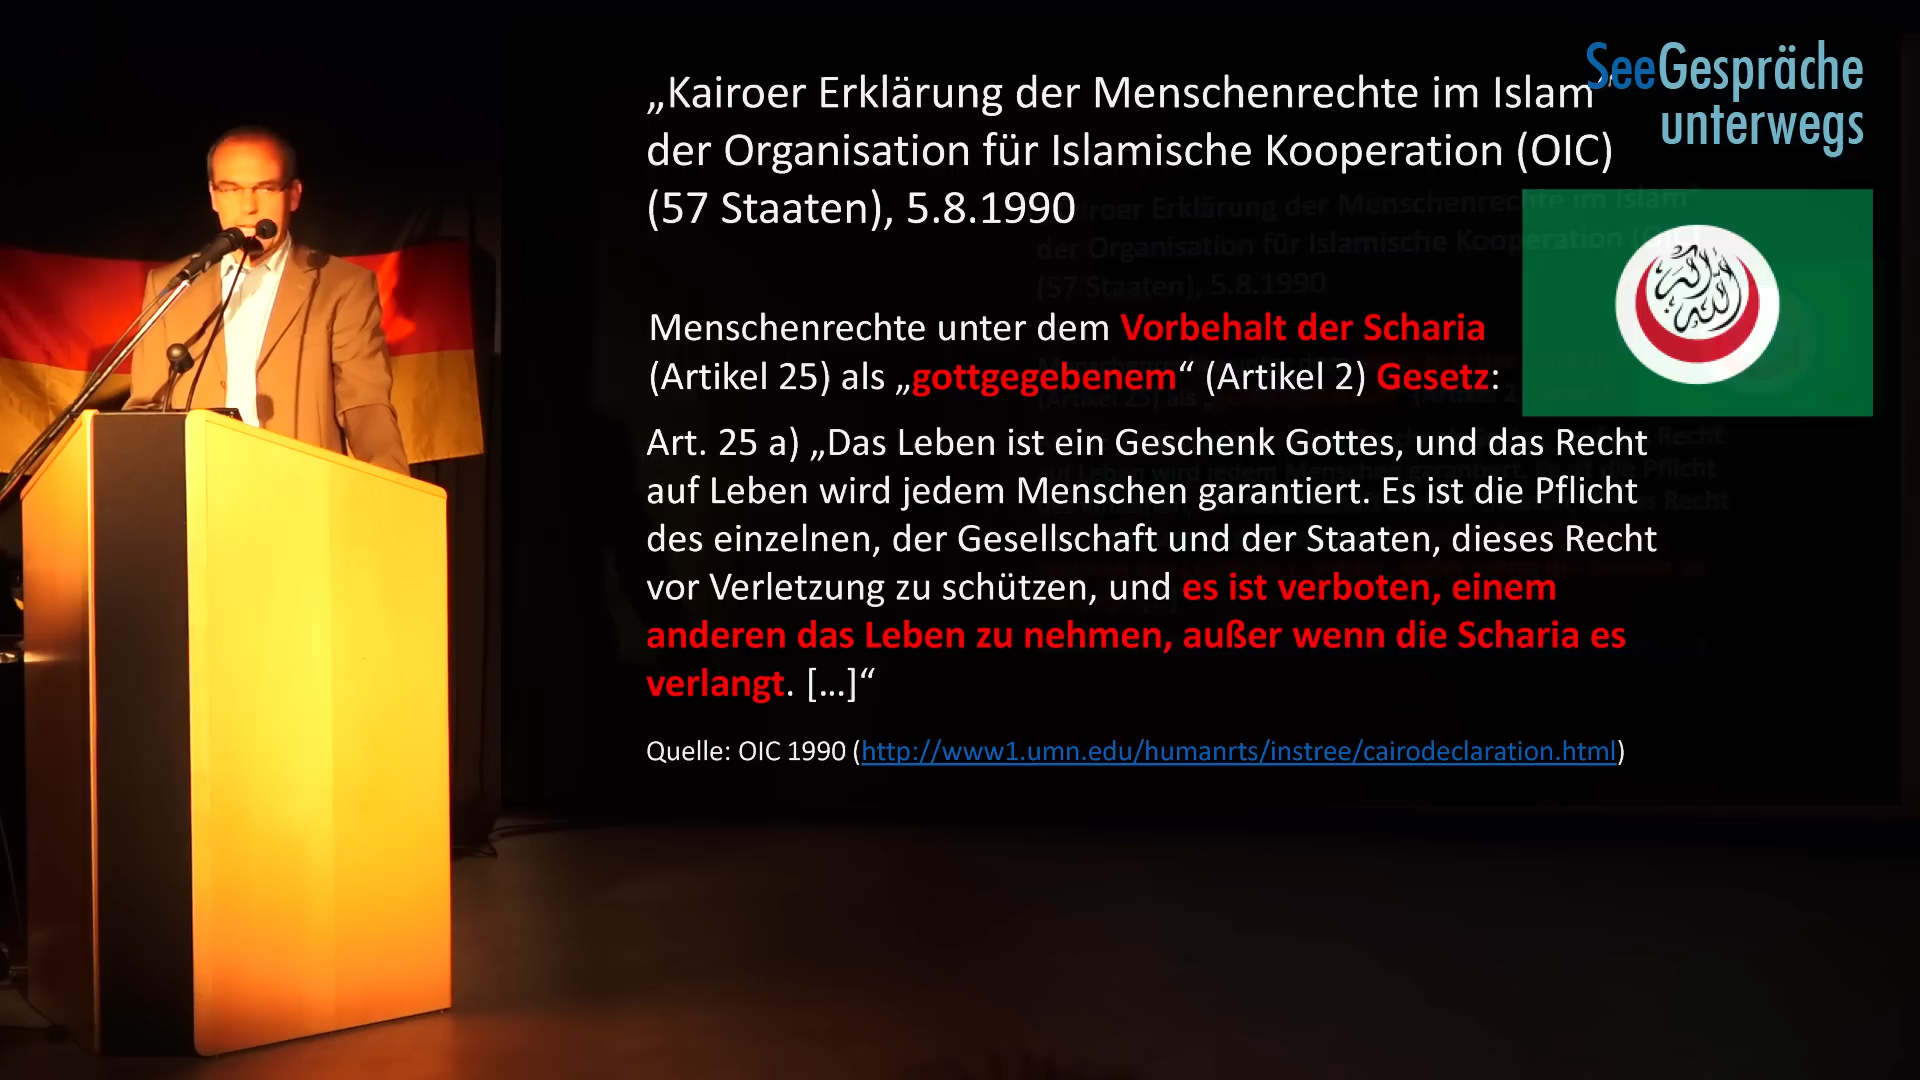 SeeGespräche
unterwegs
„Kairoer Erklärung der Menschenrechte im Islam“
der Organisation für Islamische Kooperation (OIC)
(57 Staaten), 5.8.1990
Menschenrechte unter dem Vorbehalt der Scharia
(Artikel 25) als „gottgegebenem“ (Artikel 2) Gesetz:
Art. 25 a) „Das Leben ist ein Geschenk Gottes, und das Recht
auf Leben wird jedem Menschen garantiert. Es ist die Pflicht
des einzelnen, der Gesellschaft und der Staaten, dieses Recht
vor Verletzung zu schützen, und es ist verboten, einem
anderen das Leben zu nehmen, außer wenn die Scharia es
verlangt. [...]“
Quelle: OIC 1990 (http://www1.umn.edu/humanrts/instree/cairodeclaration.html)